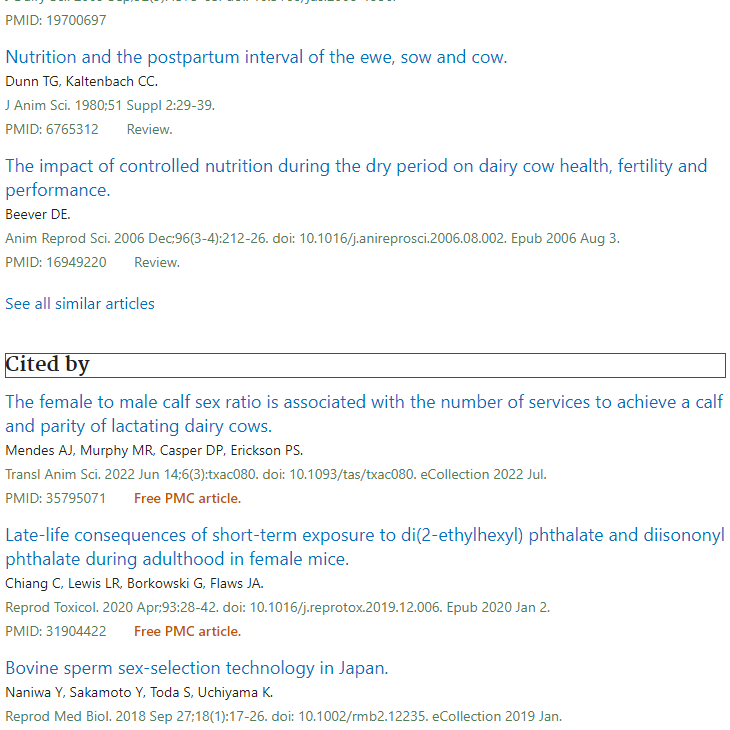 PMID: 19700697
Nutrition and the postpartum interval of the ewe, sow and cow.
Dunn TG, Kaltenbach CC.
J Anim Sci. 1980;51 Suppl 2:29-39.
PMID: 6765312 Review.
The impact of controlled nutrition during the dry period on dairy cow health, fertility and
performance.
Beever DE.
Anim Reprod Sci. 2006 Dec;96(3-4):212-26. doi: 10.1016/j.anireprosci.2006.08.002. Epub 2006 Aug 3.
PMID: 16949220 Review.
See all similar articles
Cited by
The female to male calf sex ratio is associated with the number of services to achieve a calf
and parity of lactating dairy cows.
Mendes AJ, Murphy MR, Casper DP, Erickson PS.
Transl Anim Sci. 2022 Jun 14;6(3):txac080. doi: 10.1093/tas/txac080. eCollection 2022 Jul.
PMID: 35795071 Free PMC article.
Late-life consequences of short-term exposure to di(2-ethylhexyl) phthalate and diisononyl
phthalate during adulthood in female mice.
Chiang C, Lewis LR, Borkowski G, Flaws JA.
Reprod Toxicol. 2020 Apr;93:28-42. doi: 10.1016/j.reprotox.2019.12.006. Epub 2020 Jan 2.
PMID: 31904422 Free PMC article.
Bovine sperm sex-selection technology in Japan.
Naniwa Y, Sakamoto Y, Toda S, Uchiyama K.
Reprod Med Biol. 2018 Sep 27;18(1):17-26. doi: 10.1002/rmb2.12235. eCollection 2019 Jan.